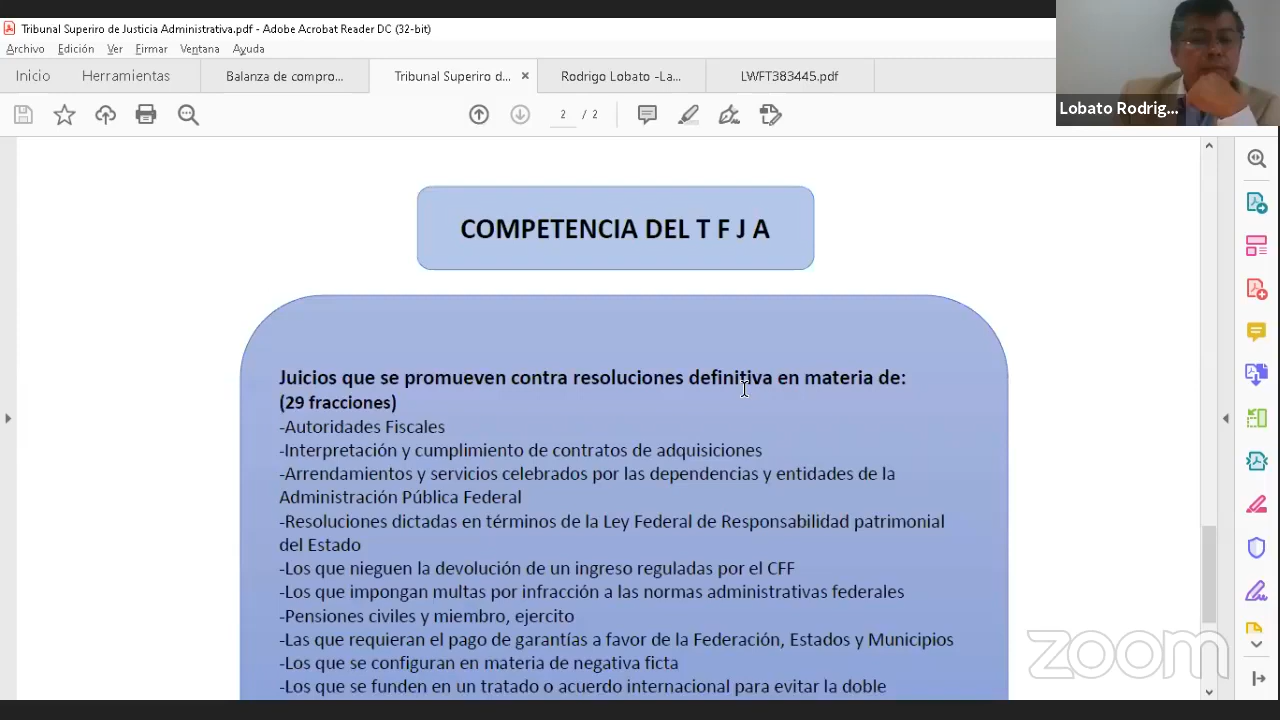 Tribunal Superiro de Justicia Administrativa.pdf - Adobe Acrobat Reader DC (32-bit)
Archivo Edición Ver Firmar Ventana Ayuda
Inicio Herramientas Balanza de compro... Tribunal Superiro d... × Rodrigo Lobato -La... LWFT383445.pdf
2 / 2
Lobato Rodrig...
COMPETENCIA DEL T F J A
Juicios que se promueven contra resoluciones definitiva en materia de:
(29 fracciones)
-Autoridades Fiscales
-Interpretación y cumplimiento de contratos de adquisiciones
-Arrendamientos y servicios celebrados por las dependencias y entidades de la
Administración Pública Federal
-Resoluciones dictadas en términos de la Ley Federal de Responsabilidad patrimonial
del Estado
-Los que nieguen la devolución de un ingreso reguladas por el CFF
-Los que impongan multas por infracción a las normas administrativas federales
-Pensiones civiles y miembro, ejercito
-Las que requieran el pago de garantías a favor de la Federación, Estados y Municipios
-Los que se configuran en materia de negativa ficta
-Los que se funden en un tratado o acuerdo internacional para evitar la doble
zoom